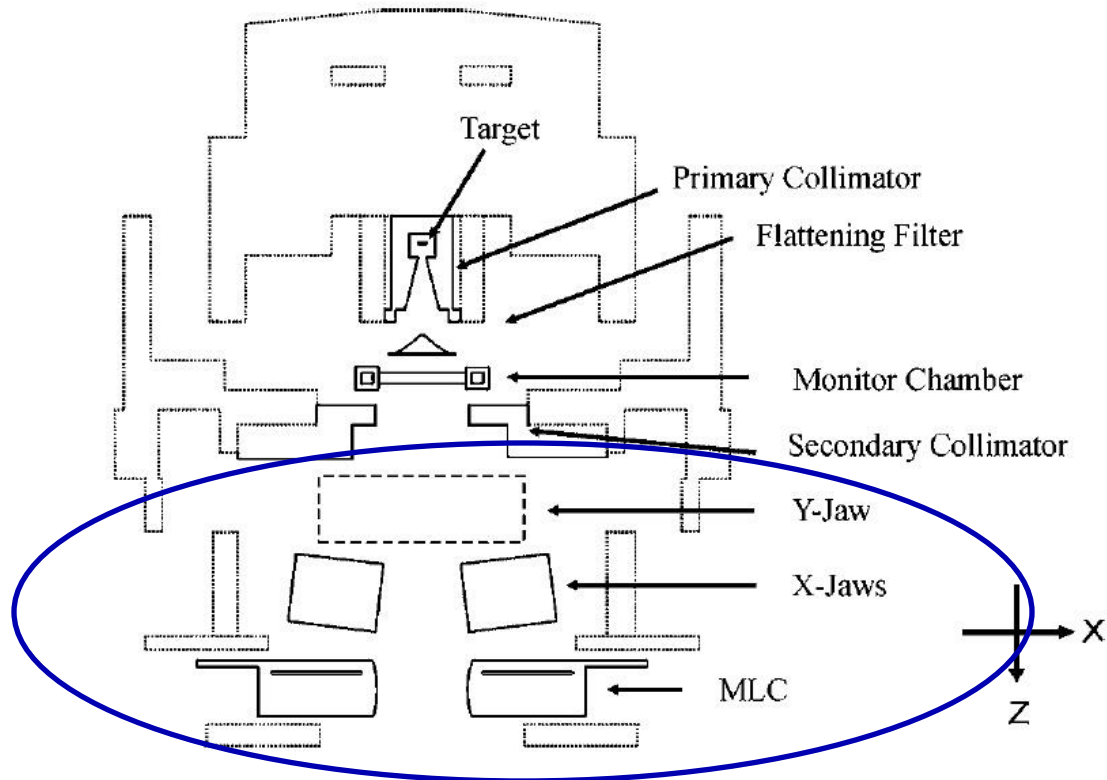 Target
Primary Collimator
Flattening Filter
Monitor Chamber
Secondary Collimator
Y-Jaw
X-Jaws
X
MLC
Z